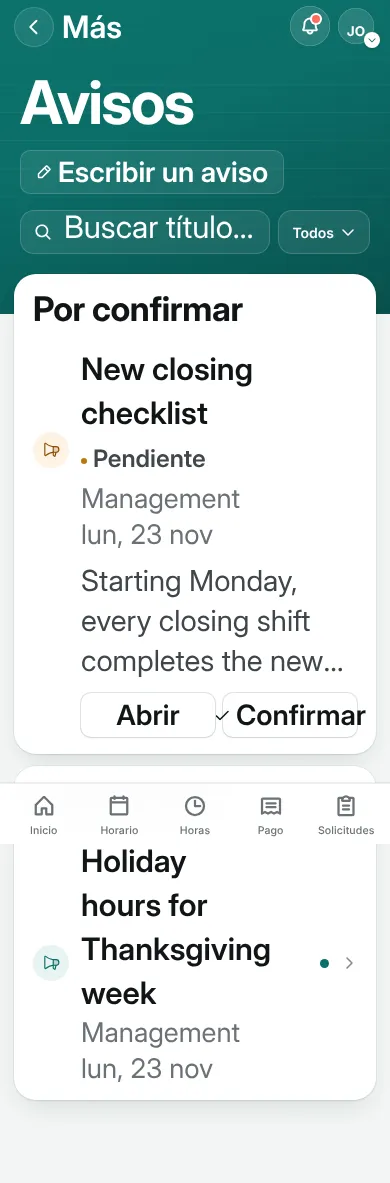 Más
JO
Avisos
Escribir un aviso
Buscar título...
Todos
Por confirmar
New closing
checklist
Pendiente
Management
lun, 23 nov
Starting Monday,
every closing shift
completes the new...
Abrir
Confirmar
Inicio
Horario
Horas
Pago
Solicitudes
Holiday
hours for
Thanksgiving
week
Management
lun, 23 nov